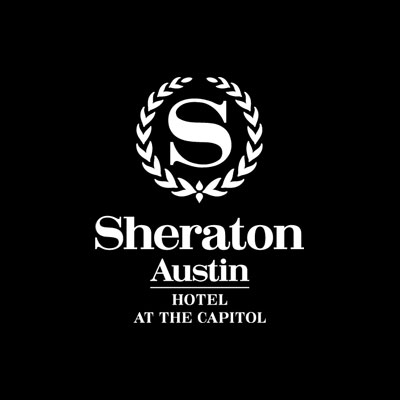 S
Sheraton
Austin
HOTEL
AT THE CAPITOL